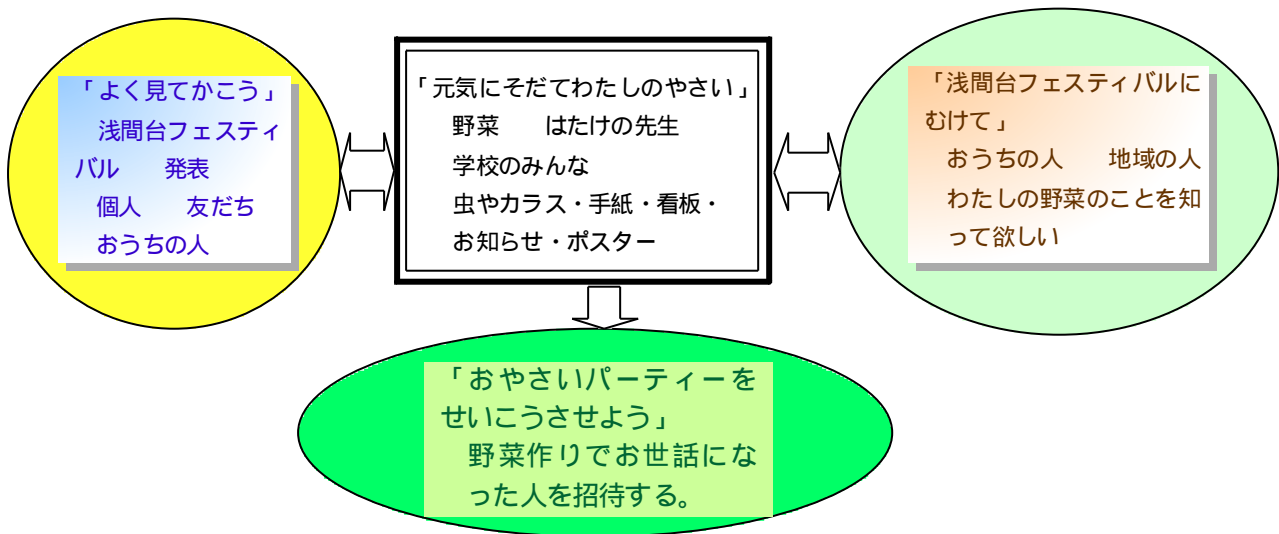 「よく見てかこう」
浅間台フェスティ
バル　　発表
個人　　友だち
おうちの人
「元気にそだてわたしのやさい」
野菜　　はたけの先生
学校のみんな
虫やカラス・手紙・看板・
お知らせ・ポスター
「浅間台フェスティバルに
むけて」
おうちの人　　地域の人
わたしの野菜のことを知
って欲しい
「おやさいパーティーを
せいこうさせよう」
野菜作りでお世話にな
った人を招待する。